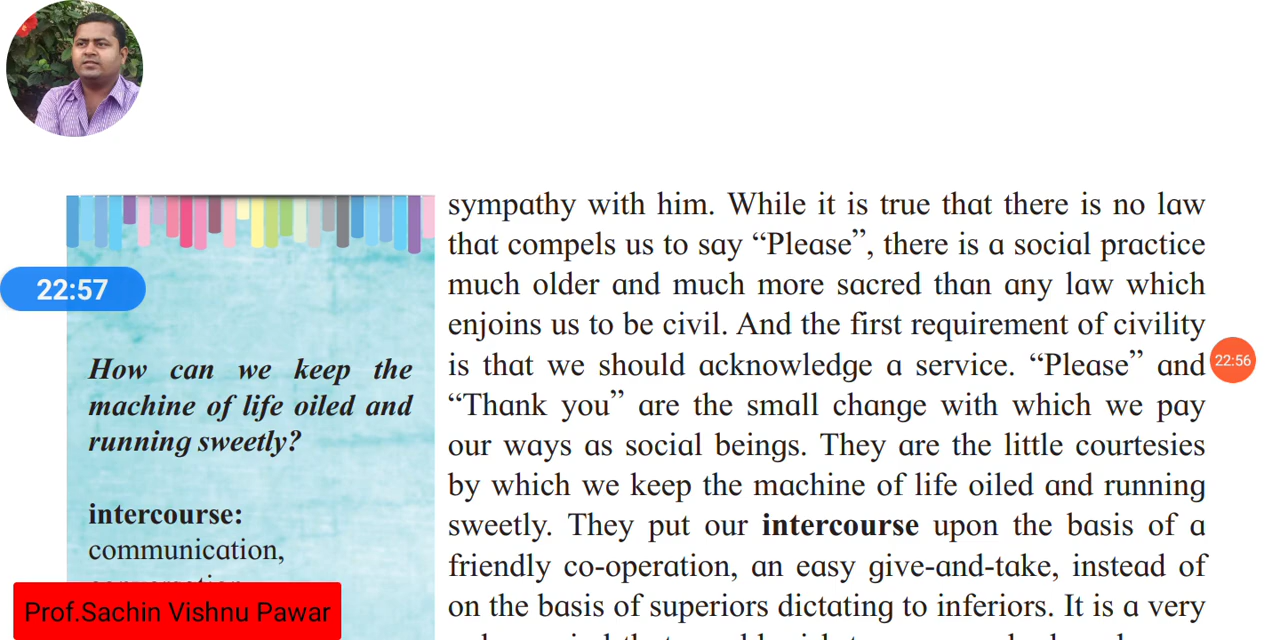 sympathy with him. While it is true that there is no law
that compels us to say “Please”, there is a social practice
much older and much more sacred than any law which
enjoins us to be civil. And the first requirement of civility
is that we should acknowledge a service. “Please” and
“Thank you” are the small change with which we pay
our ways as social beings. They are the little courtesies
by which we keep the machine of life oiled and running
sweetly. They put our intercourse upon the basis of a
friendly co-operation, an easy give-and-take, instead of
on the basis of superiors dictating to inferiors. It is a very
22:57
22:56
How can we keep the
machine of life oiled and
running sweetly?
intercourse:
communication,
Prof.Sachin Vishnu Pawar